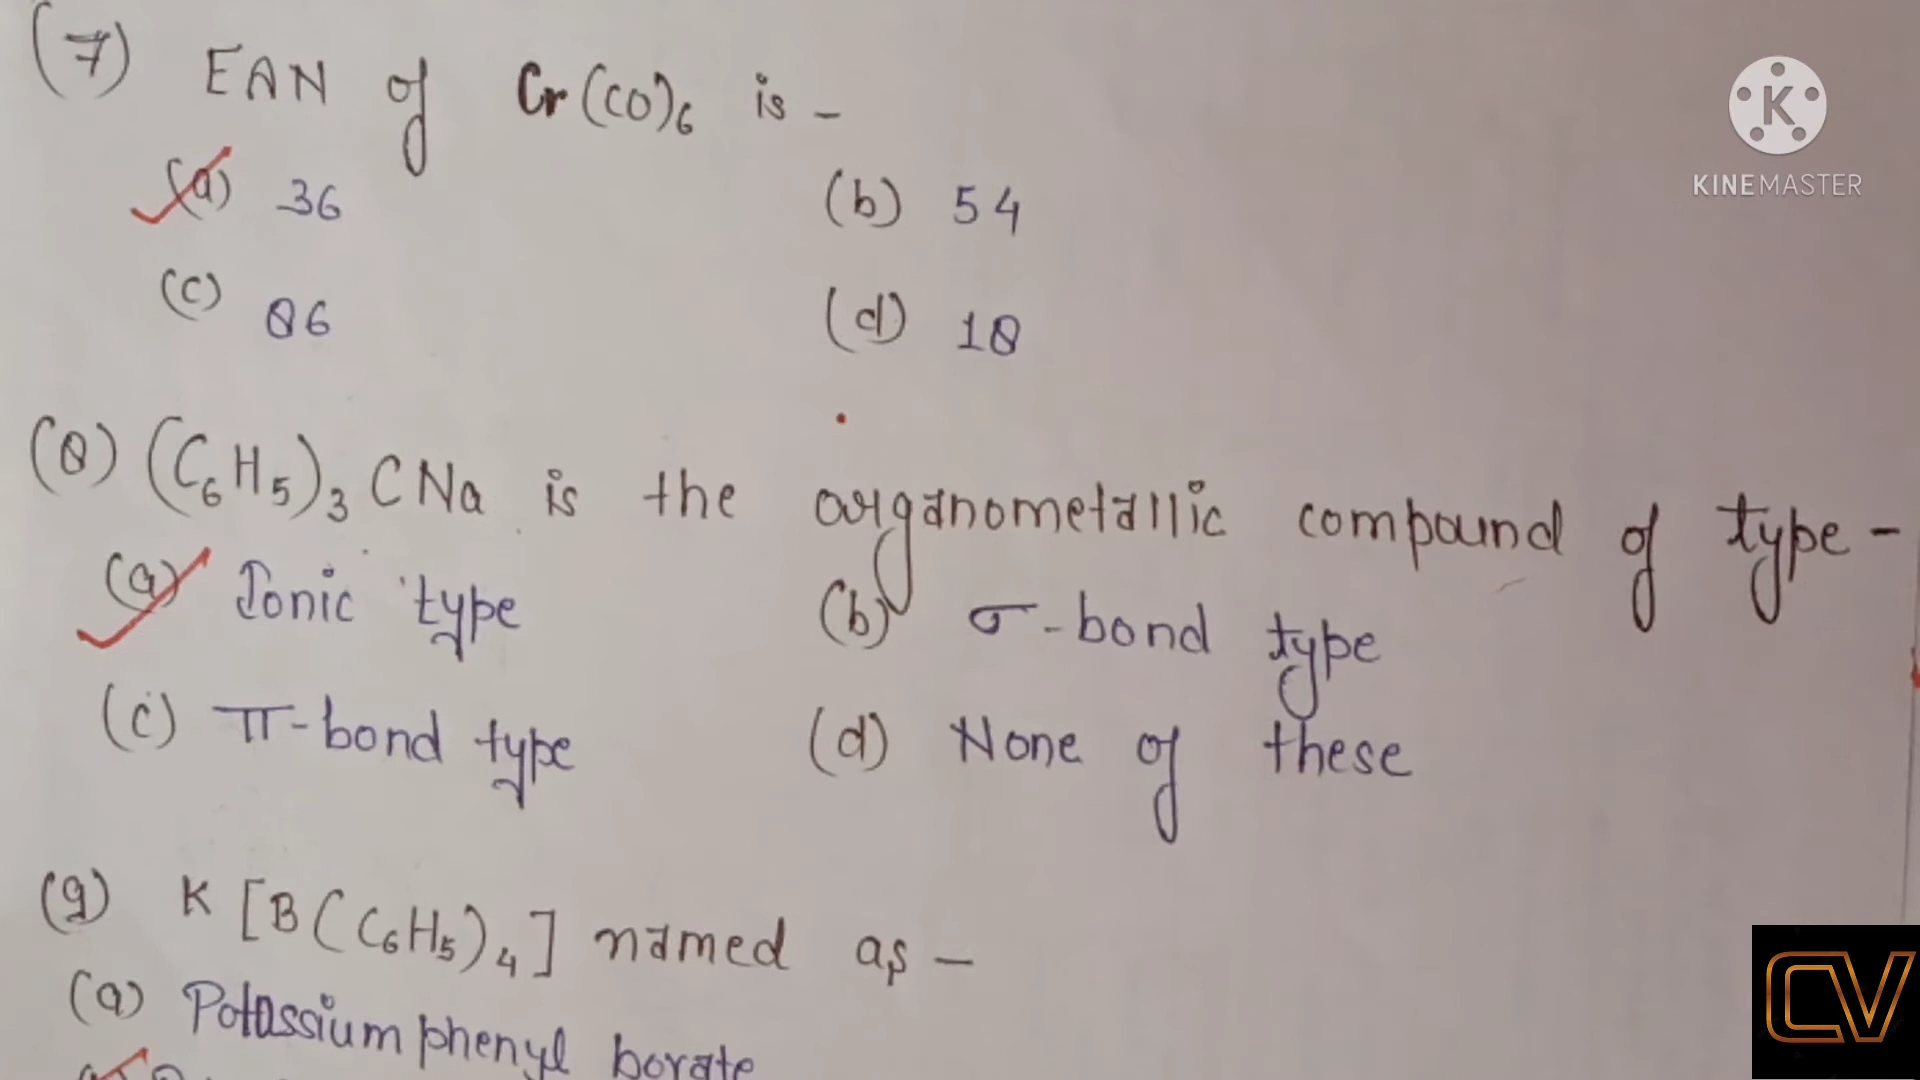 (7) EAN of Cr(CO)₆ is -
(a) 36 (b) 54
(c) 86 (d) 18
(8) (C₆H₅)₃CNa is the organometallic compound of type -
(a) Ionic type (b) σ-bond type
(c) π-bond type (d) None of these
(9) K[B(C₆H₅)₄] named as -
(a) Potassium phenyl borate
KINEMASTER
CV